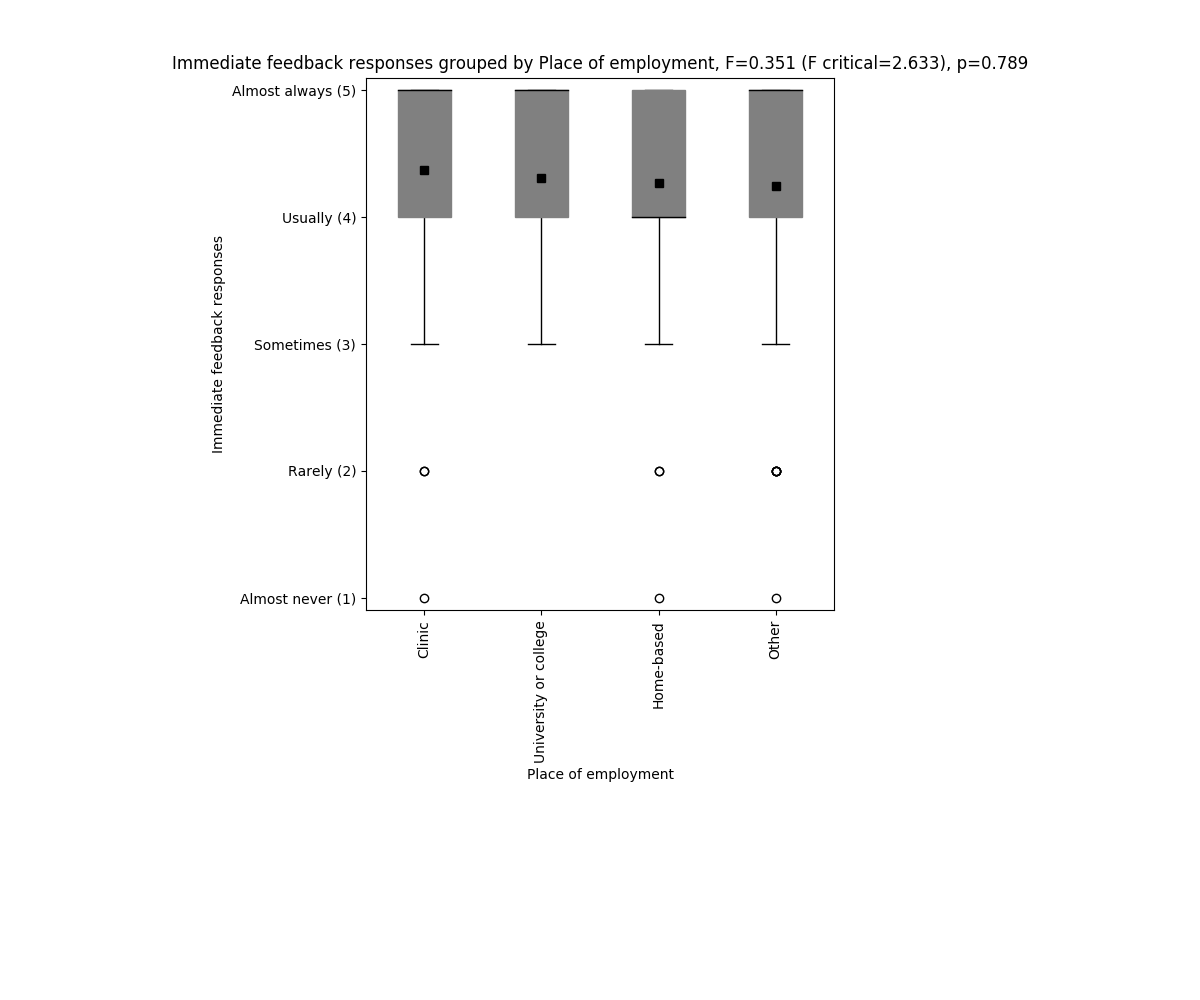 Immediate feedback responses grouped by Place of employment, F=0.351 (F critical=2.633), p=0.789
Almost always (5)
Usually (4)
Sometimes (3)
Rarely (2)
Almost never (1)
Immediate feedback responses
Clinic
University or college
Home-based
Other
Place of employment